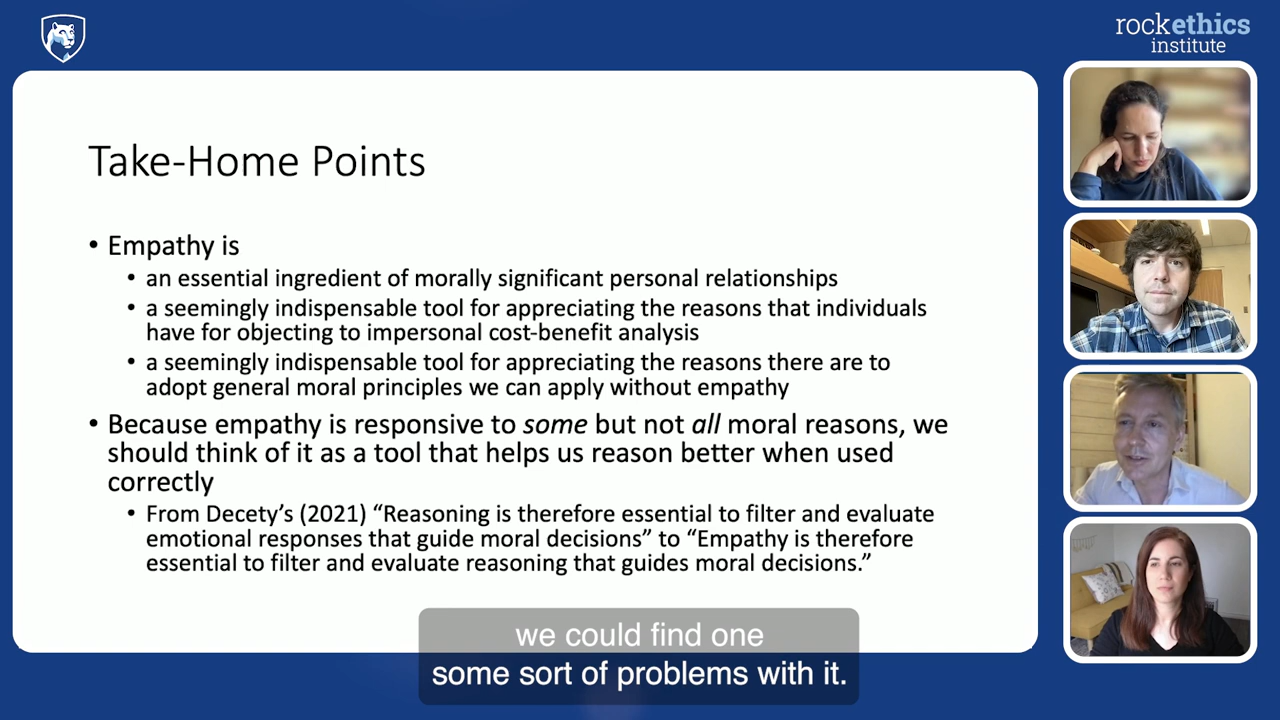 rockethics
institute
Take-Home Points
• Empathy is
• an essential ingredient of morally significant personal relationships
• a seemingly indispensable tool for appreciating the reasons that individuals
have for objecting to impersonal cost-benefit analysis
• a seemingly indispensable tool for appreciating the reasons there are to
adopt general moral principles we can apply without empathy
• Because empathy is responsive to some but not all moral reasons, we
should think of it as a tool that helps us reason better when used
correctly
• From Decety’s (2021) “Reasoning is therefore essential to filter and evaluate
emotional responses that guide moral decisions” to “Empathy is therefore
essential to filter and evaluate reasoning that guides moral decisions.”
we could find one
some sort of problems with it.